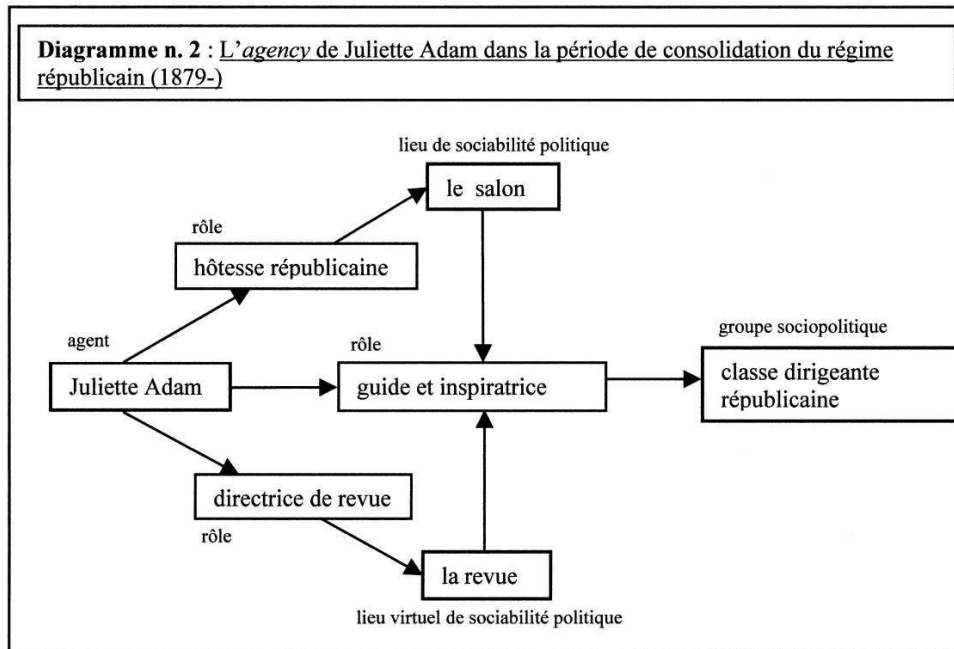 Diagramme n. 2 : L'agency de Juliette Adam dans la période de consolidation du régime
républicain (1879-)
lieu de sociabilité politique
le salon
rôle
hôtesse républicaine
agent
Juliette Adam
rôle
guide et inspiratrice
groupe sociopolitique
classe dirigeante
républicaine
directrice de revue
rôle
la revue
lieu virtuel de sociabilité politique